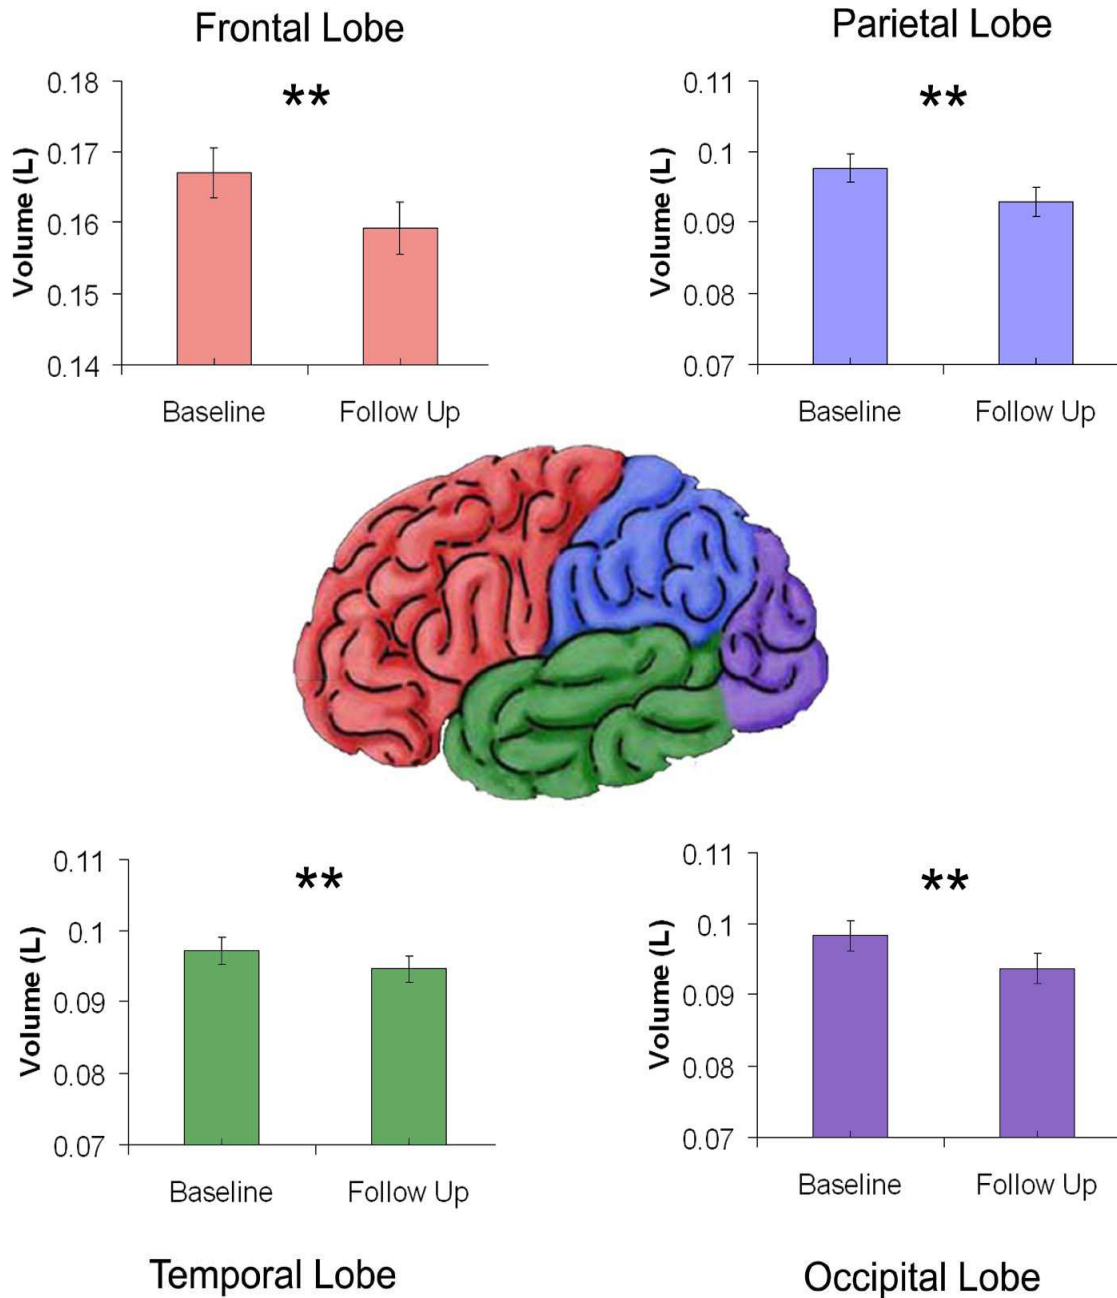 Frontal Lobe
**
Volume (L)
0.18
0.17
0.16
0.15
0.14
Baseline Follow Up
Parietal Lobe
**
Volume (L)
0.11
0.1
0.09
0.08
0.07
Baseline Follow Up
**
Volume (L)
0.11
0.1
0.09
0.08
0.07
Baseline Follow Up
Temporal Lobe
**
Volume (L)
0.11
0.1
0.09
0.08
0.07
Baseline Follow Up
Occipital Lobe